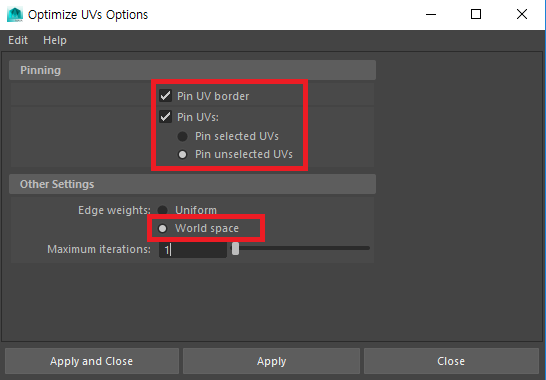 Optimize UVs Options
Edit Help
Pinning
Pin UV border
Pin UVs:
Pin selected UVs
Pin unselected UVs
Other Settings
Edge weights: Uniform
World space
Maximum iterations: 1
Apply and Close Apply Close